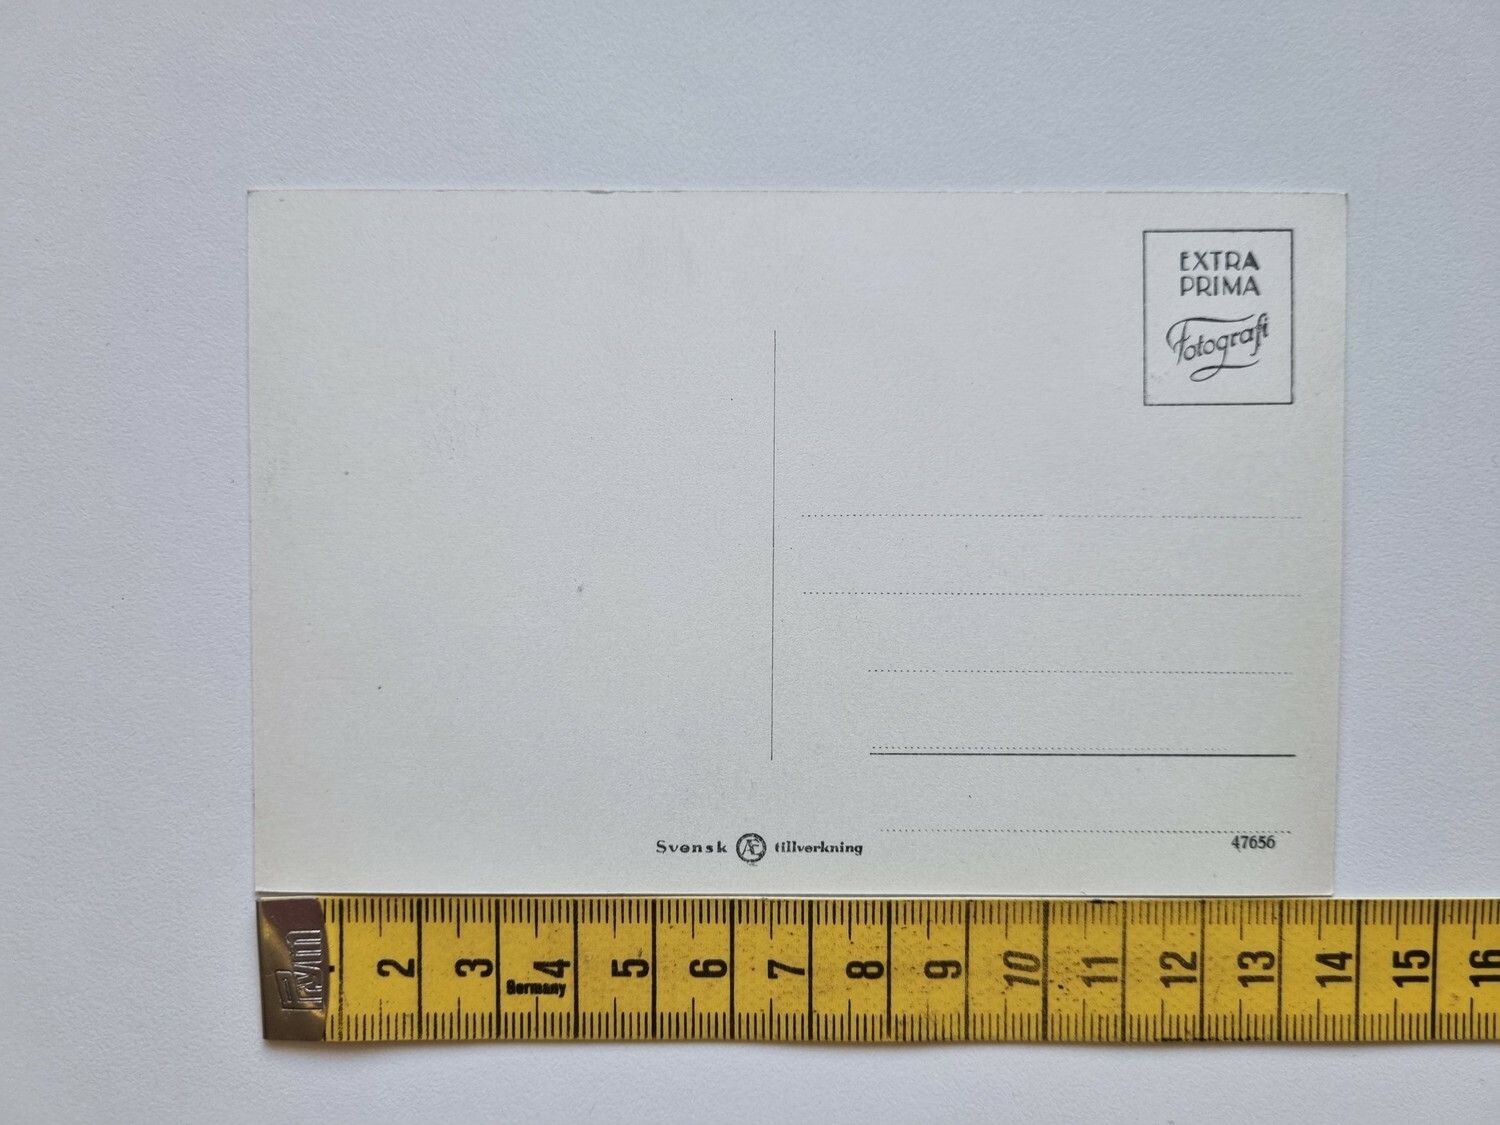 EXTRA
PRIMA
Fotografi
Svensk Æ tillverkning
47656
Prym
2 3 4 5 6 7 8 9 10 11 12 13 14 15 16
Germany